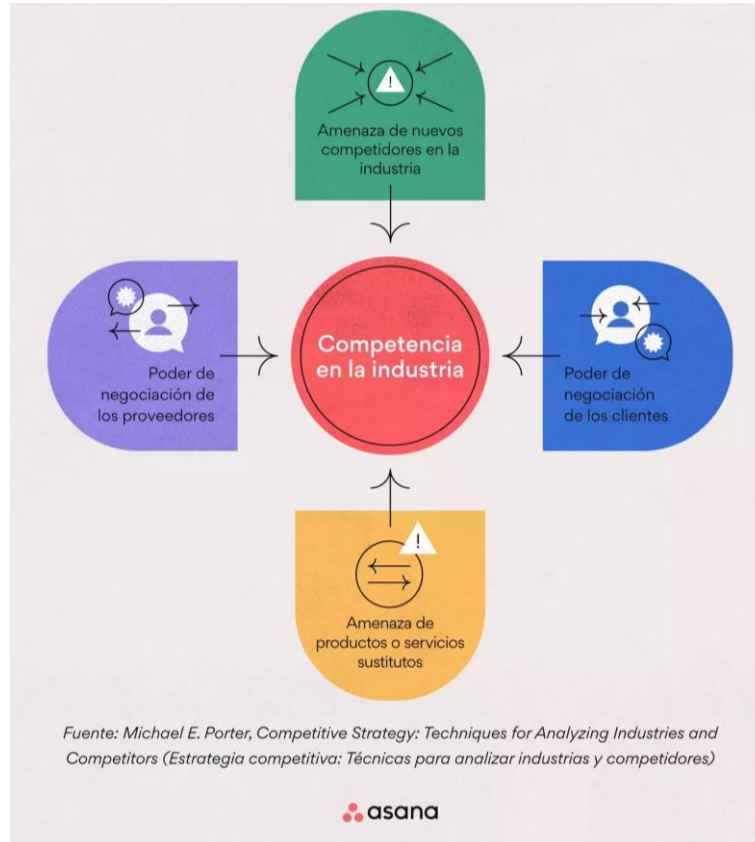 !
Amenaza de nuevos
competidores en la
industria
Poder de
negociación de
los proveedores
Competencia
en la industria
Poder de
negociación
de los clientes
!
Amenaza de
productos o servicios
sustitutos
Fuente: Michael E. Porter, Competitive Strategy: Techniques for Analyzing Industries and
Competitors (Estrategia competitiva: Técnicas para analizar industrias y competidores)
asana